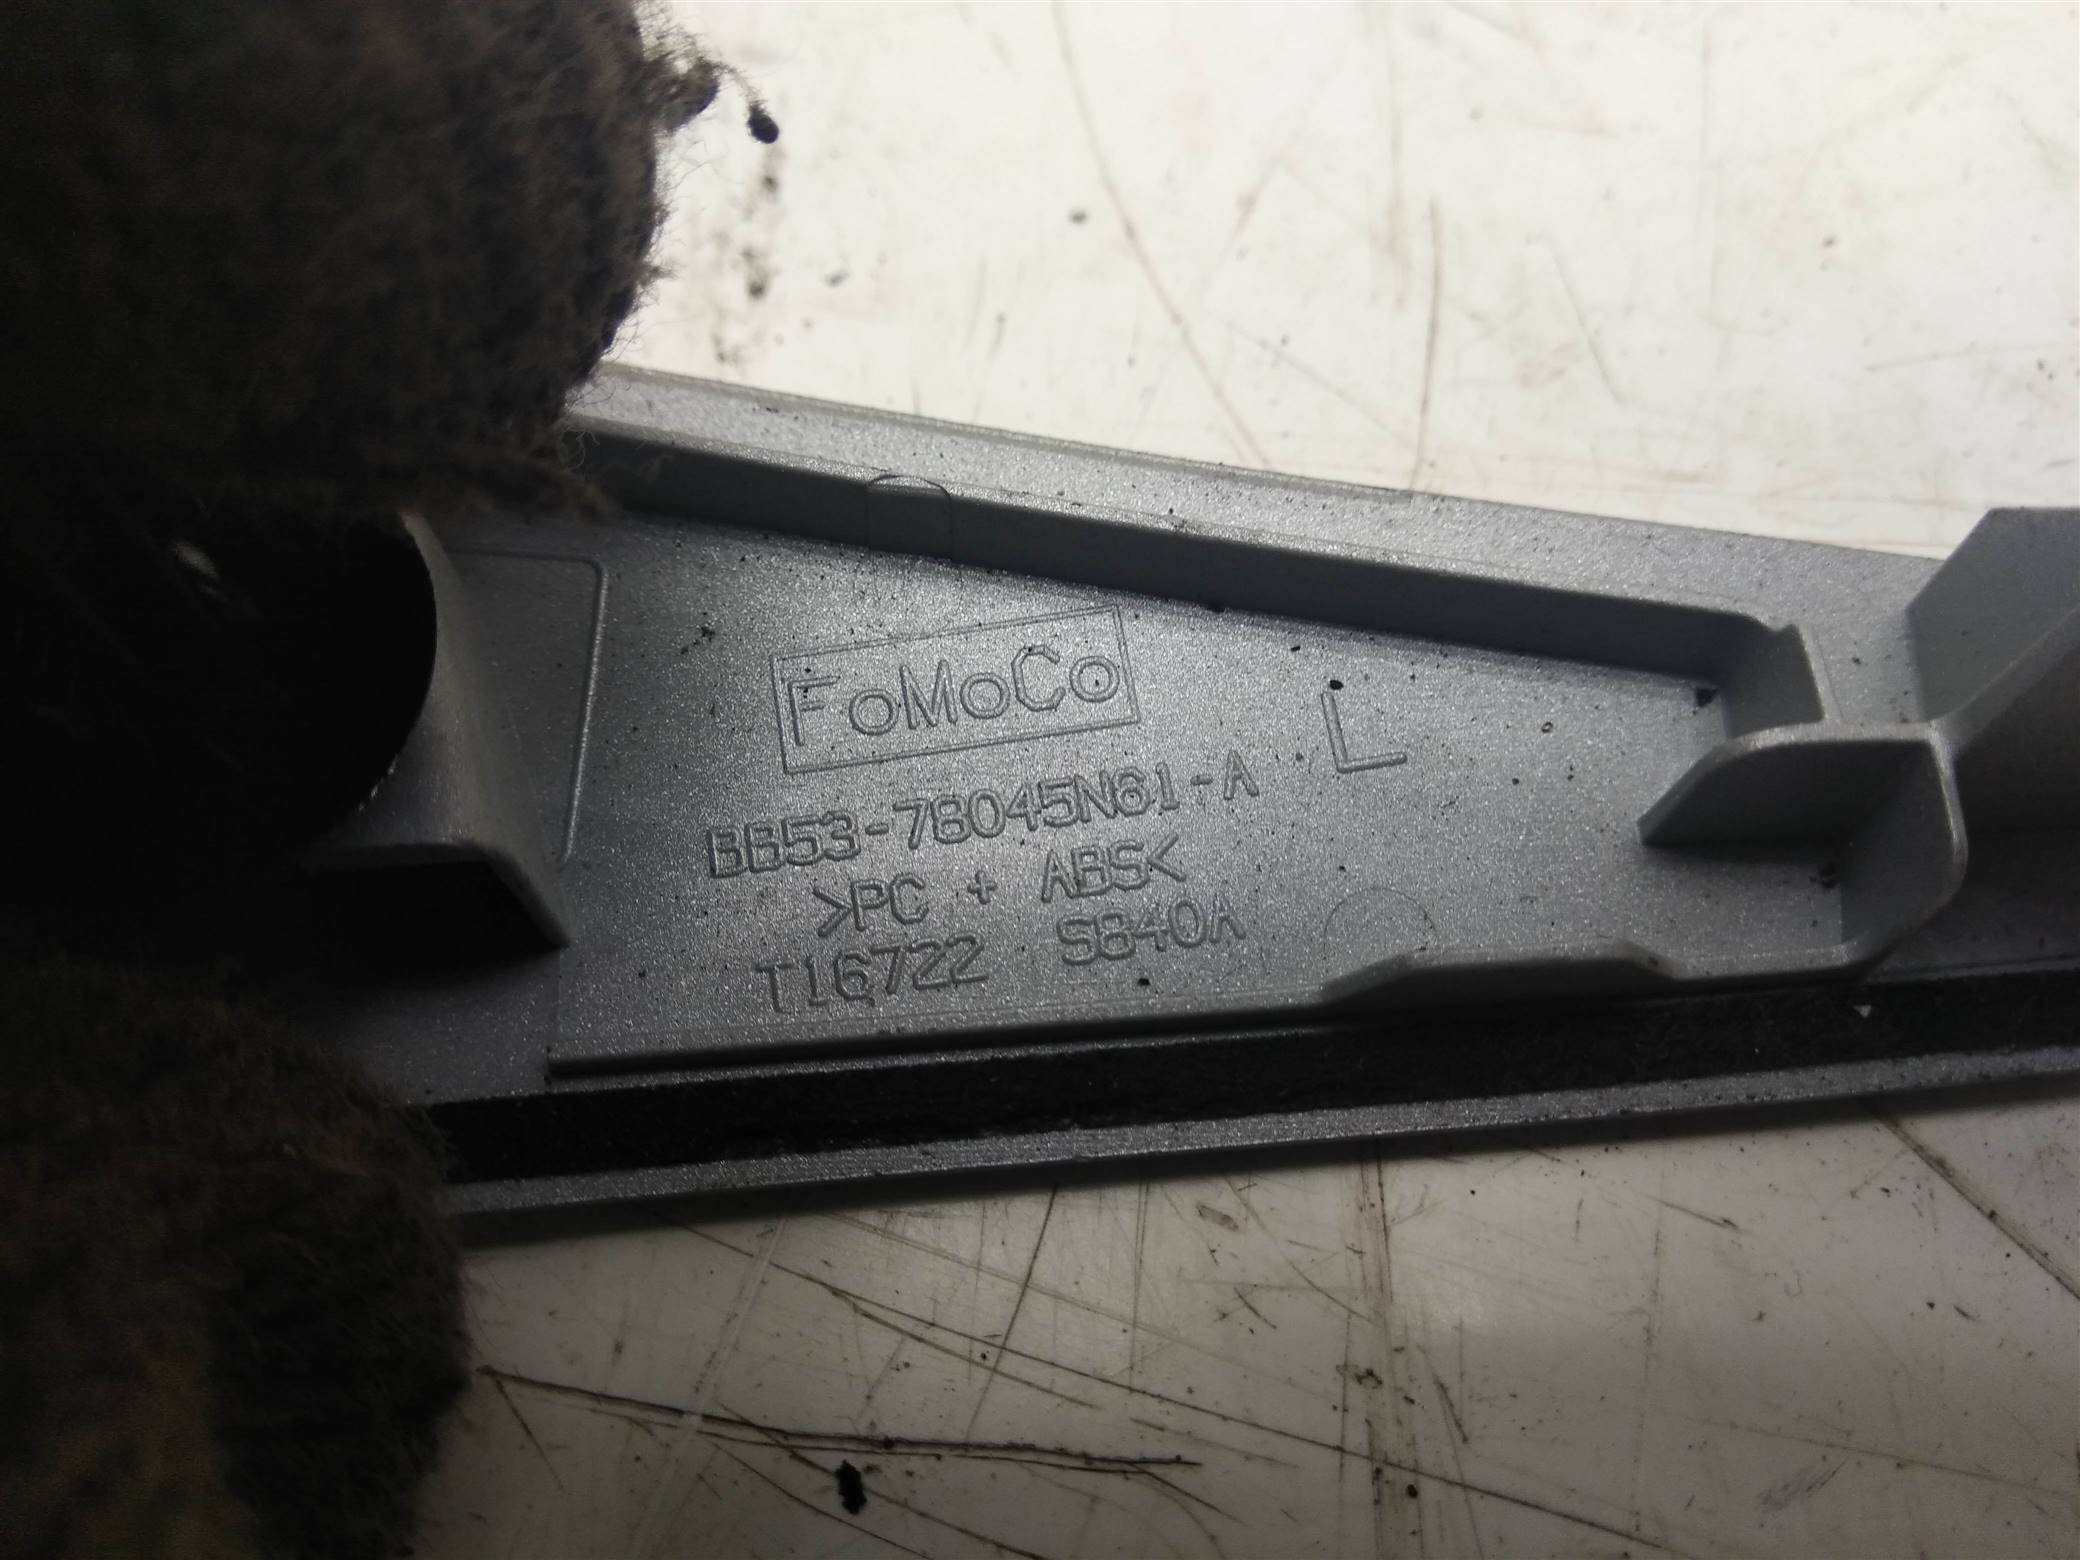 FoMoCo
L
BB53-78045N61-A
>PC + ABS<
T16722 S840A